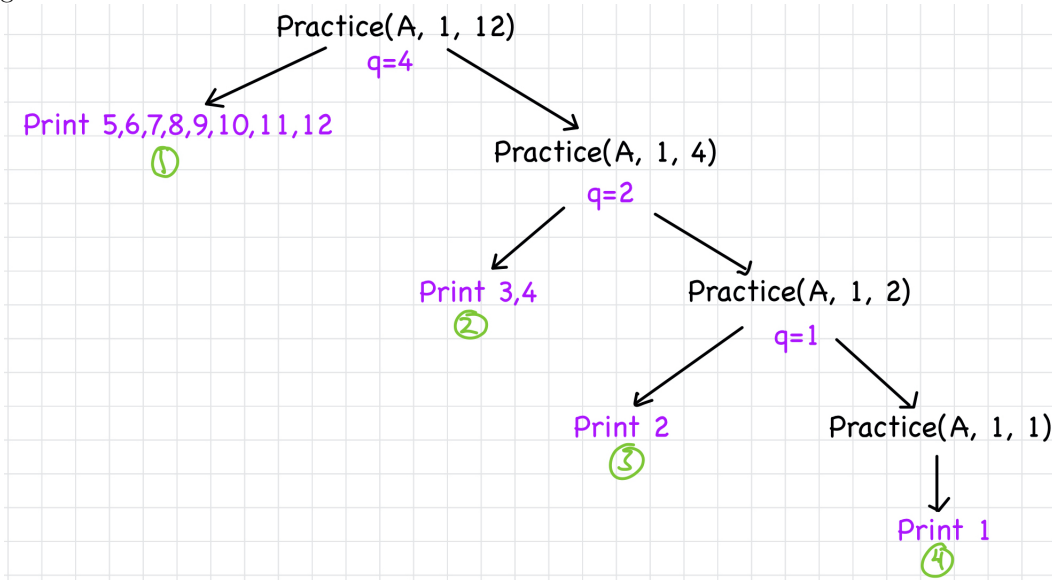 Practice(A, 1, 12)
q=4
Print 5,6,7,8,9,10,11,12
①
Practice(A, 1, 4)
q=2
Print 3,4
②
Practice(A, 1, 2)
q=1
Print 2
③
Practice(A, 1, 1)
Print 1
④